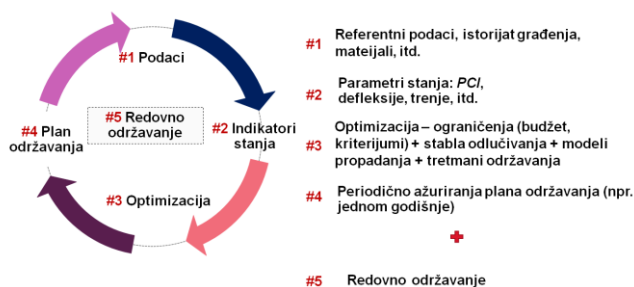 #1 Podaci
#5 Redovno
održavanje
#4 Plan
održavanja
#2 Indikatori
stanja
#3 Optimizacija
#1 Referentni podaci, istorijat građenja,
mateijali, itd.
#2 Parametri stanja: PCI,
defleksije, trenje, itd.
#3 Optimizacija – ograničenja (budžet,
kriterijumi) + stabla odlučivanja + modeli
propadanja + tretmani održavanja
#4 Periodično ažuriranja plana održavanja (npr.
jednom godišnje)
+
#5 Redovno održavanje